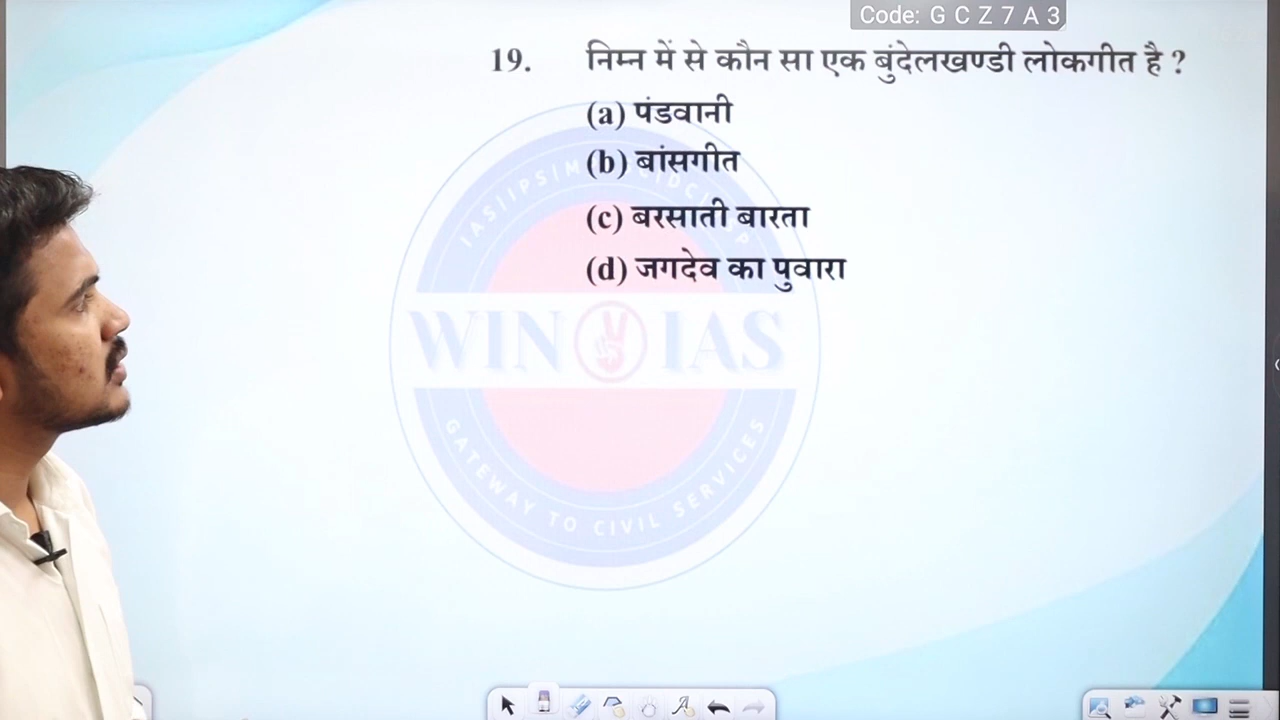 Code: G C Z 7 A 3
19. निम्न में से कौन सा एक बुंदेलखण्डी लोकगीत है ?
(a) पंडवानी
(b) बांसगीत
(c) बरसाती बारता
(d) जगदेव का पुवारा
WIN IAS
GATEWAY TO CIVIL SERVICES